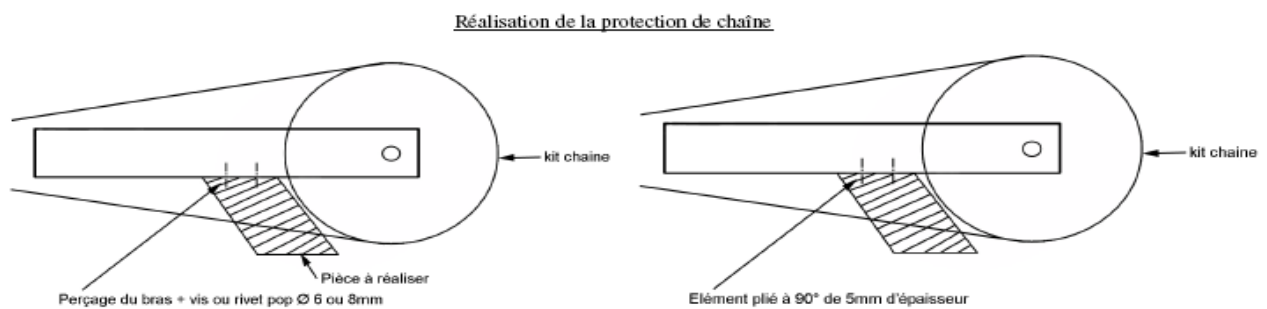 Réalisation de la protection de chaîne
kit chaine
Pièce à réaliser
Perçage du bras + vis ou rivet pop Ø 6 ou 8mm
kit chaine
Elément plié à 90° de 5mm d'épaisseur